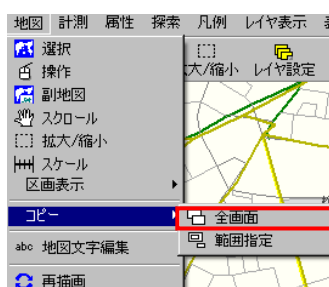 地図 計測 属性 探索 凡例 レイヤ表示
選択
操作
副地図
スクロール
拡大/縮小
スケール
区画表示
コピー
abc 地図文字編集
再描画
大/縮小 レイヤ設定
全画面
範囲指定